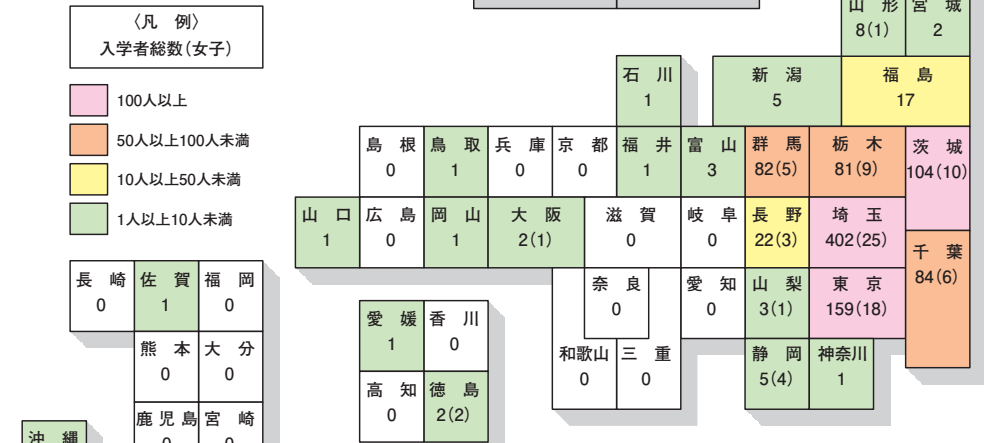 〈凡　例〉
入学者総数(女子)
100人以上
50人以上100人未満
10人以上50人未満
1人以上10人未満
山　形　宮　城
8(1)　2
石　川　新　潟　福　島
1　5　17
島　根　鳥　取　兵　庫　京　都　福　井　富　山　群　馬　栃　木　茨　城
0　1　0　0　1　3　82(5)　81(9)　104(10)
山　口　広　島　岡　山　大　阪　滋　賀　岐　阜　長　野　埼　玉
1　0　1　2(1)　0　0　22(3)　402(25)
千　葉
84(6)
長　崎　佐　賀　福　岡
0　1　0
奈　良　愛　知　山　梨　東　京
0　0　3(1)　159(18)
愛　媛　香　川
1　0
熊　本　大　分
0　0
和歌山　三　重　静　岡　神奈川
0　0　5(4)　1
高　知　徳　島
0　2(2)
鹿児島　宮　崎
沖　縄